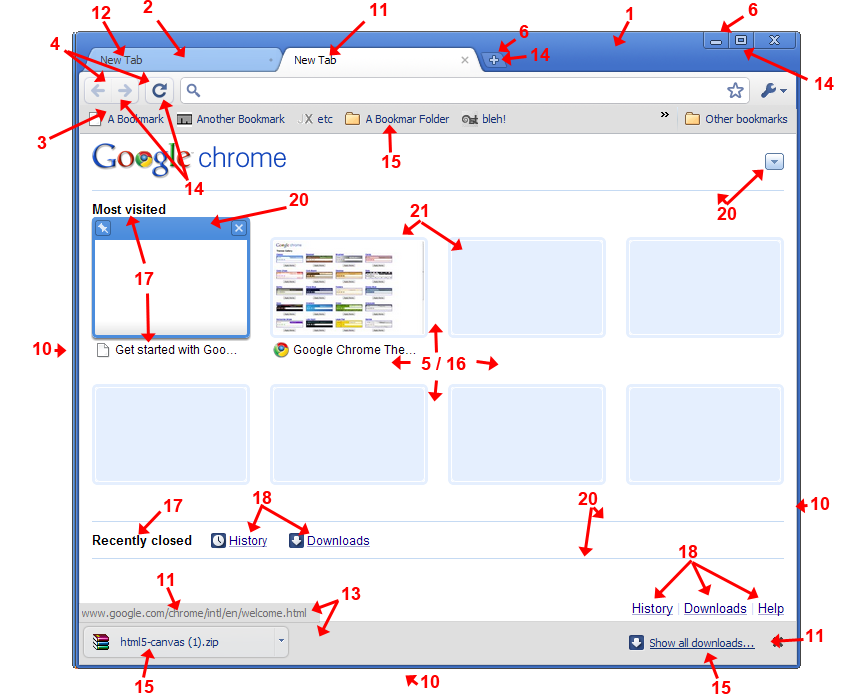 12
2
11
6
1
6
4
14
14
New Tab
New Tab
3
A Bookmark
Another Bookmark
X etc
A Bookmar Folder
bleh!
»
Other bookmarks
15
Google chrome
14
20
20
21
Most visited
17
Google chrome
10
Get started with Goo...
Google Chrome The...
5 / 16
17
18
20
10
Recently closed
History
Downloads
18
11
13
www.google.com/chrome/intl/en/welcome.html
History
Downloads
Help
html5-canvas (1).zip
Show all downloads...
11
15
10
15